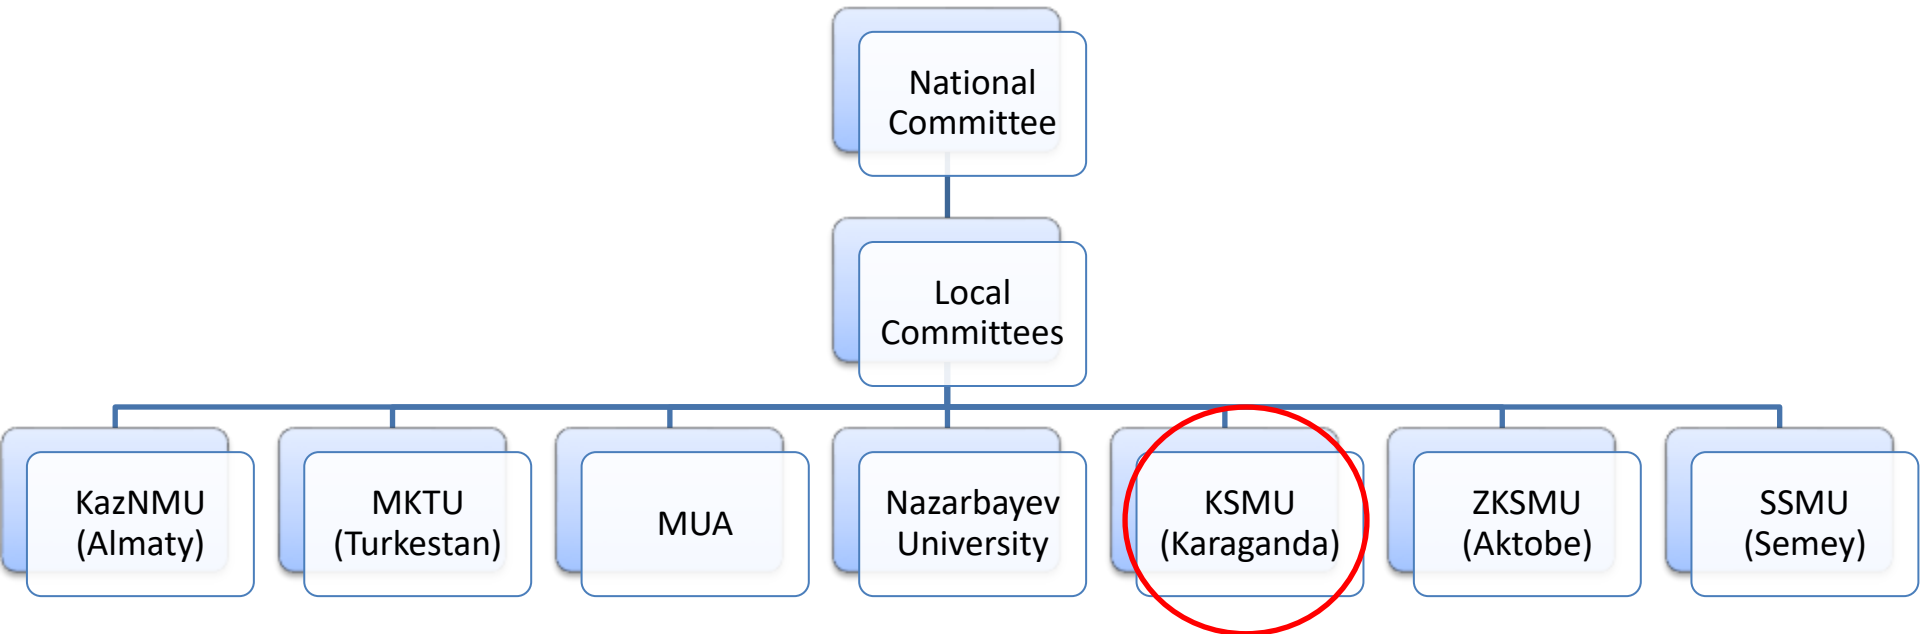 National
Committee
Local
Committees
KazNMU
(Almaty)
MKTU
(Turkestan)
MUA
Nazarbayev
University
KSMU
(Karaganda)
ZKSMU
(Aktobe)
SSMU
(Semey)